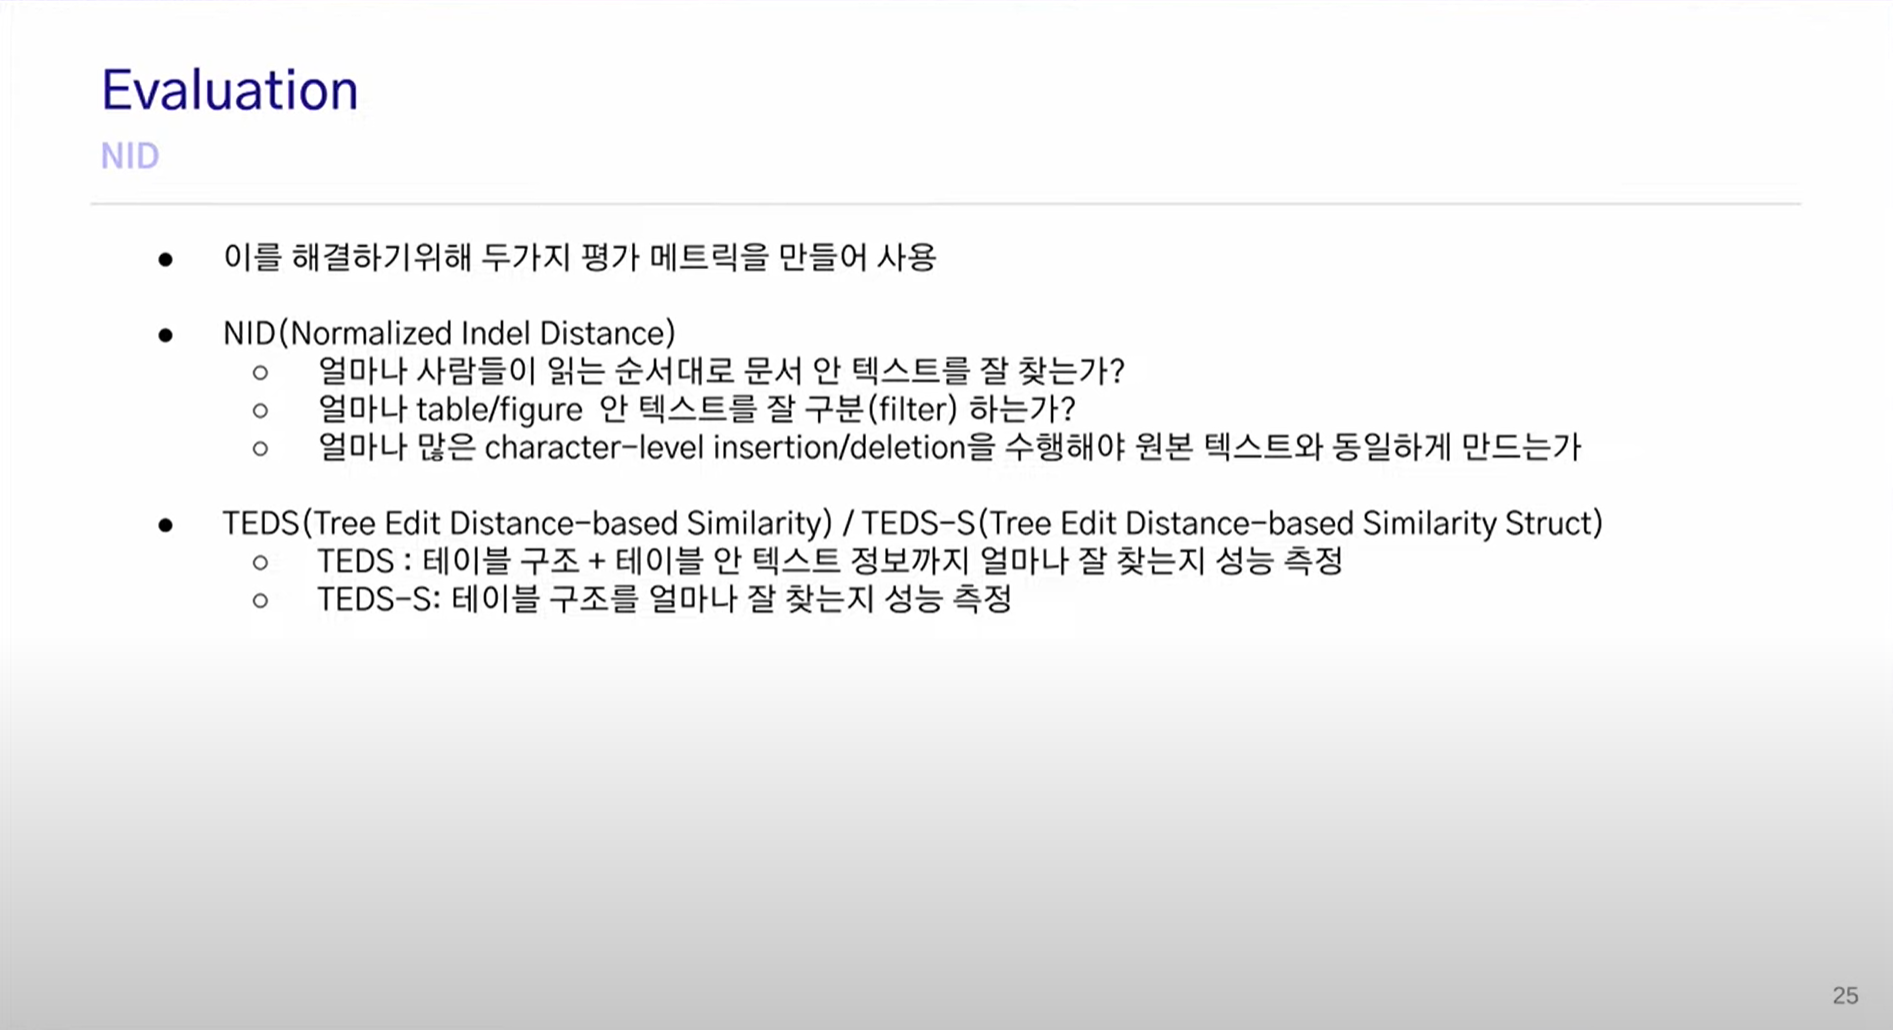 Evaluation
NID
● 이를 해결하기위해 두가지 평가 메트릭을 만들어 사용
● NID(Normalized Indel Distance)
○ 얼마나 사람들이 읽는 순서대로 문서 안 텍스트를 잘 찾는가?
○ 얼마나 table/figure 안 텍스트를 잘 구분(filter) 하는가?
○ 얼마나 많은 character-level insertion/deletion을 수행해야 원본 텍스트와 동일하게 만드는가
● TEDS(Tree Edit Distance-based Similarity) / TEDS-S(Tree Edit Distance-based Similarity Struct)
○ TEDS : 테이블 구조 + 테이블 안 텍스트 정보까지 얼마나 잘 찾는지 성능 측정
○ TEDS-S: 테이블 구조를 얼마나 잘 찾는지 성능 측정
25